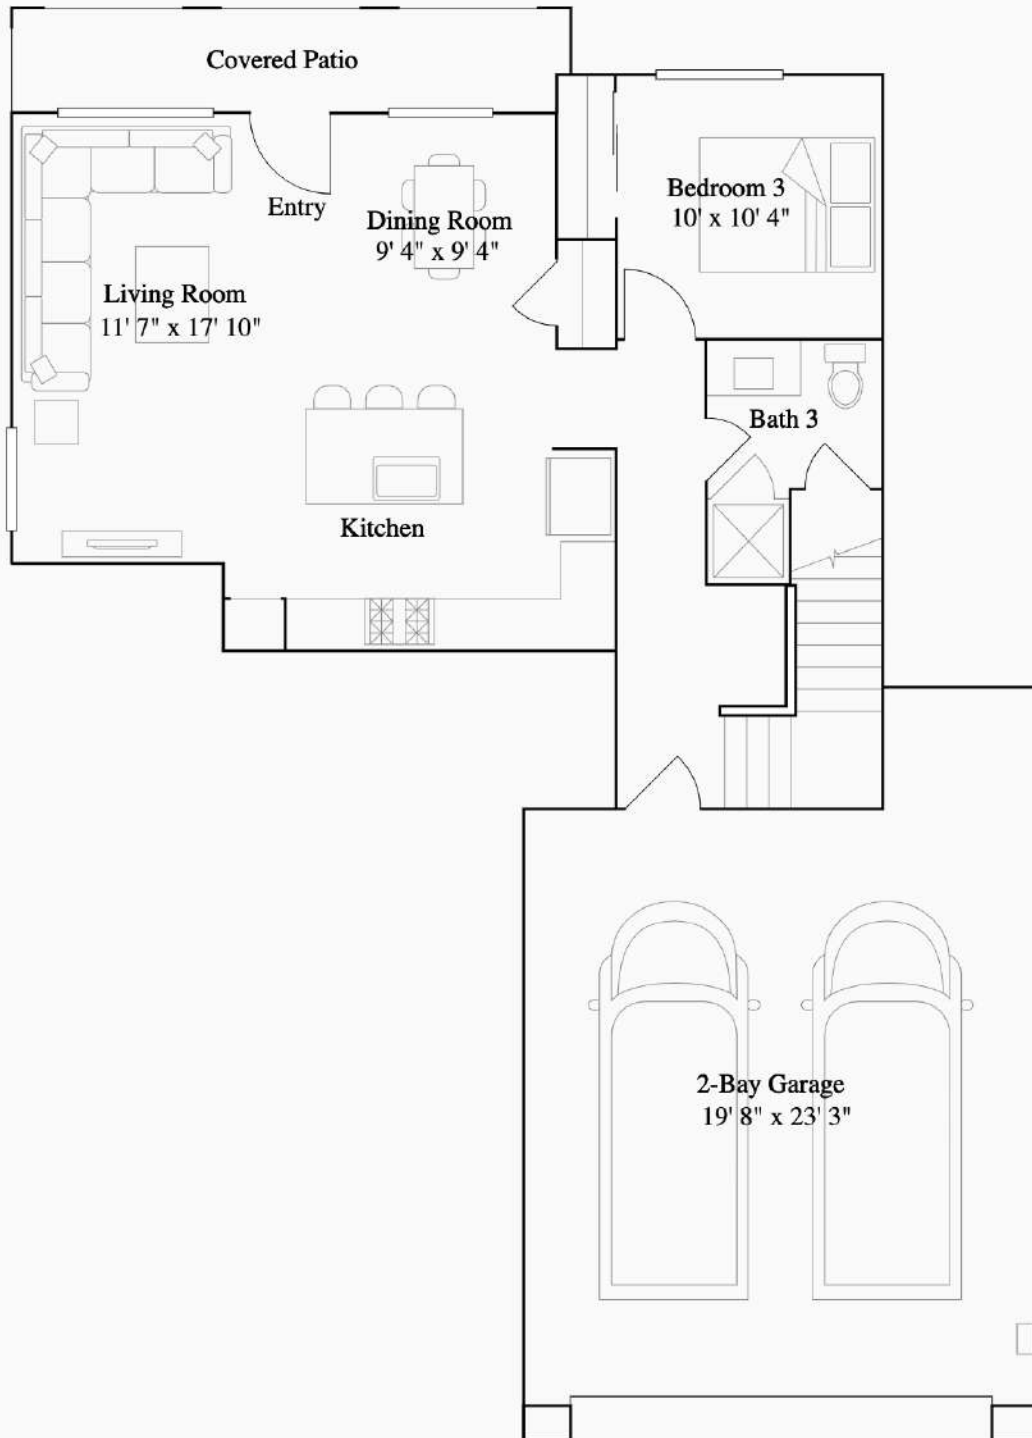 Covered Patio
Bedroom 3
10' x 10' 4"
Entry
Dining Room
9' 4" x 9' 4"
Living Room
11' 7" x 17' 10"
Bath 3
Kitchen
2-Bay Garage
19' 8" x 23' 3"